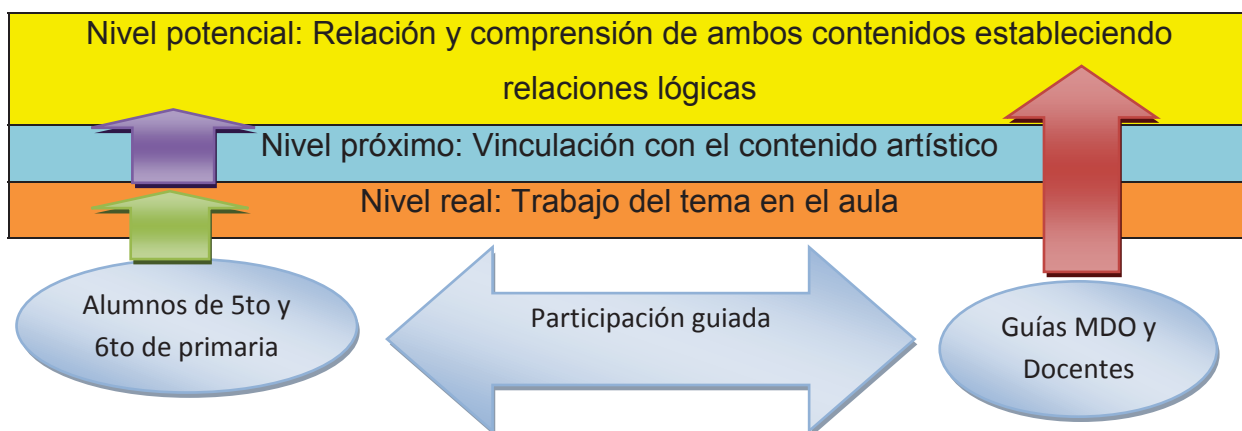 Nivel potencial: Relación y comprensión de ambos contenidos estableciendo
relaciones lógicas
Nivel próximo: Vinculación con el contenido artístico
Nivel real: Trabajo del tema en el aula
Alumnos de 5to y
6to de primaria
Participación guiada
Guías MDO y
Docentes